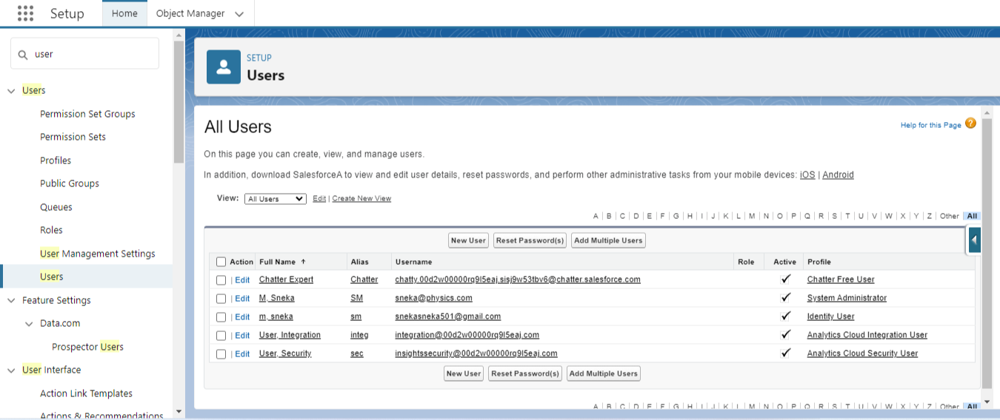 Setup Home Object Manager
user
Users
Permission Set Groups
Permission Sets
Profiles
Public Groups
Queues
Roles
User Management Settings
Users
Feature Settings
Data.com
Prospector Users
User Interface
Action Link Templates
Actions & Recommendations
SETUP
Users
All Users
Help for this Page ?
On this page you can create, view, and manage users.
In addition, download SalesforceA to view and edit user details, reset passwords, and perform other administrative tasks from your mobile devices: iOS | Android
View: All Users Edit | Create New View
A | B | C | D | E | F | G | H | I | J | K | L | M | N | O | P | Q | R | S | T | U | V | W | X | Y | Z | Other | All
New User Reset Password(s) Add Multiple Users
Action Full Name ↑ Alias Username Role Active Profile
| Edit Chatter Expert Chatter chatty.00d2w00000rq9l5eaj.sisj9w53tbv6@chatter.salesforce.com ✓ Chatter Free User
| Edit M, Sneka SM sneka@physics.com ✓ System Administrator
| Edit m, sneka sm snekasneka501@gmail.com ✓ Identity User
| Edit User, Integration integ integration@00d2w00000rq9l5eaj.com ✓ Analytics Cloud Integration User
| Edit User, Security sec insightssecurity@00d2w00000rq9l5eaj.com ✓ Analytics Cloud Security User
New User Reset Password(s) Add Multiple Users
A | B | C | D | E | F | G | H | I | J | K | L | M | N | O | P | Q | R | S | T | U | V | W | X | Y | Z | Other | All